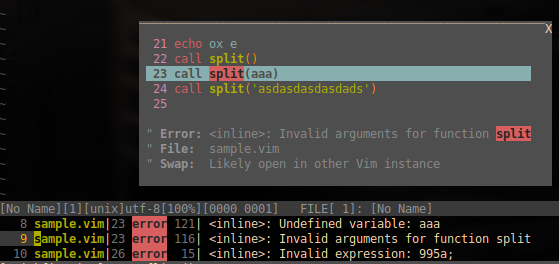 X
21 echo ox e
22 call split()
23 call split(aaa)
24 call split('asdasdasdasdads')
25
" Error: <inline>: Invalid arguments for function split
" File:  sample.vim
" Swap:  Likely open in other Vim instance
[No Name][1][unix]utf-8[100%][0000 0001]   FILE[ 1]: [No Name]
8 sample.vim|23 error 121| <inline>: Undefined variable: aaa
9 sample.vim|23 error 116| <inline>: Invalid arguments for function split
10 sample.vim|26 error  15| <inline>: Invalid expression: 995a;